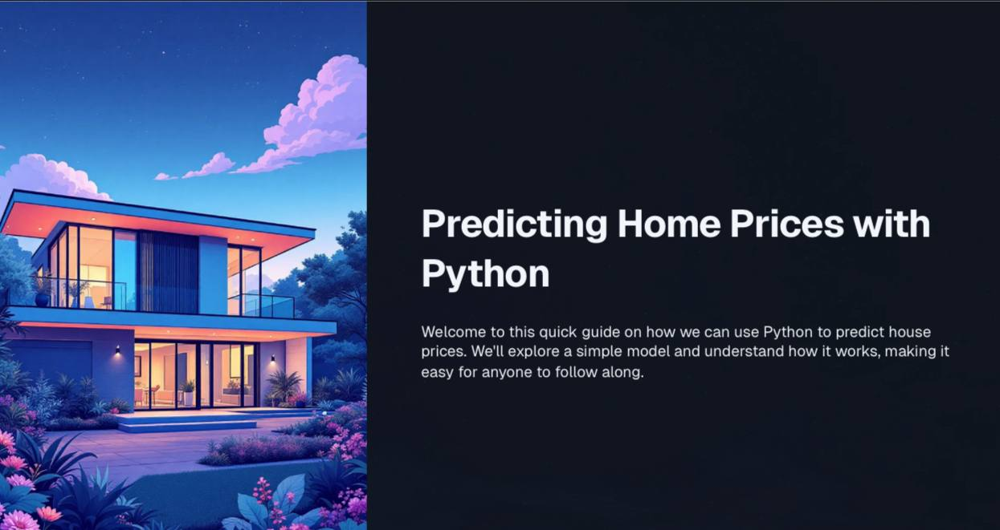 Predicting Home Prices with
Python
Welcome to this quick guide on how we can use Python to predict house
prices. We'll explore a simple model and understand how it works, making it
easy for anyone to follow along.